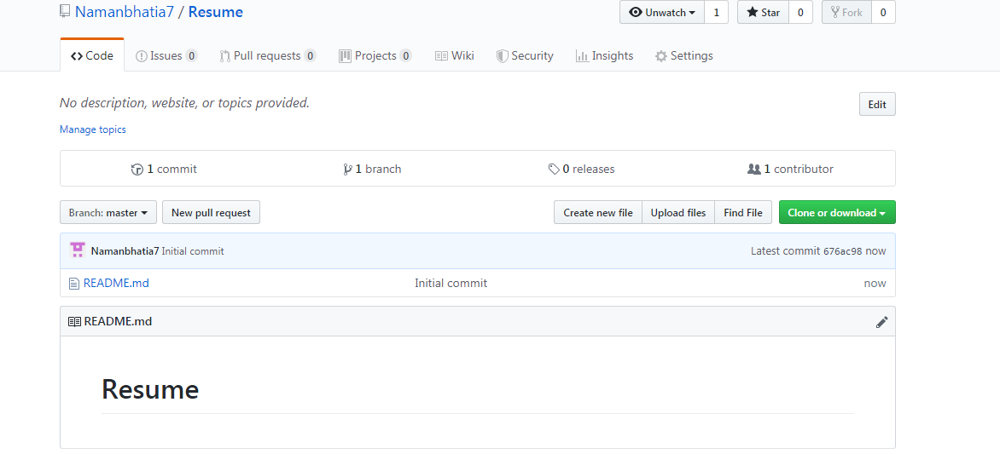 Namanbhatia7 / Resume
Unwatch 1 Star 0 Fork 0
Code Issues 0 Pull requests 0 Projects 0 Wiki Security Insights Settings
No description, website, or topics provided. Edit
Manage topics
1 commit 1 branch 0 releases 1 contributor
Branch: master New pull request Create new file Upload files Find File Clone or download
Namanbhatia7 Initial commit Latest commit 676ac98 now
README.md Initial commit now
README.md
Resume